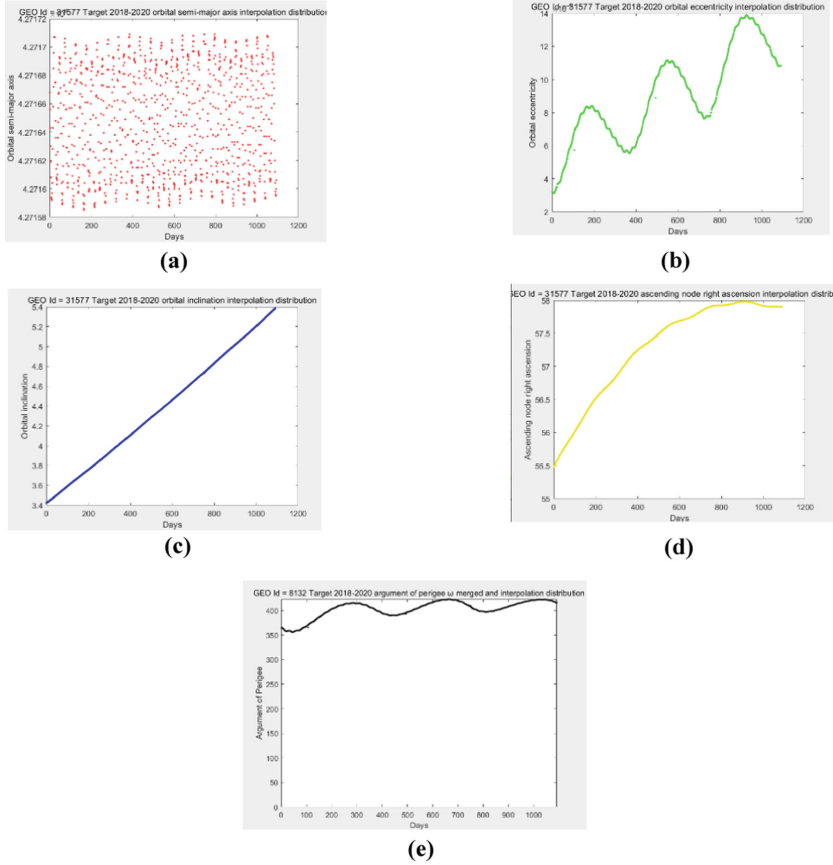 GEO Id = 31577 Target 2018-2020 orbital semi-major axis interpolation distribution
4.27172
4.2717
4.27168
4.27166
4.27164
4.27162
4.2716
4.27158
Orbital semi-major axis
0 200 400 600 800 1000 1200
Days
(a)
GEO Id = 31577 Target 2018-2020 orbital eccentricity interpolation distribution
14
12
10
8
6
4
2
Orbital eccentricity
0 200 400 600 800 1000 1200
Days
(b)
GEO Id = 31577 Target 2018-2020 orbital inclination interpolation distribution
5.4
5.2
5
4.8
4.6
4.4
4.2
4
3.8
3.6
3.4
Orbital inclination
0 200 400 600 800 1000 1200
Days
(c)
GEO Id = 31577 Target 2018-2020 ascending node right ascension interpolation distrib
58
57.5
57
56.5
56
55.5
55
Ascending node right ascension
0 200 400 600 800 1000 1200
Days
(d)
GEO Id = 8132 Target 2018-2020 argument of perigee ω merged and interpolation distribution
400
350
300
250
200
150
100
50
0
Argument of Perigee
0 100 200 300 400 500 600 700 800 900 1000
Days
(e)